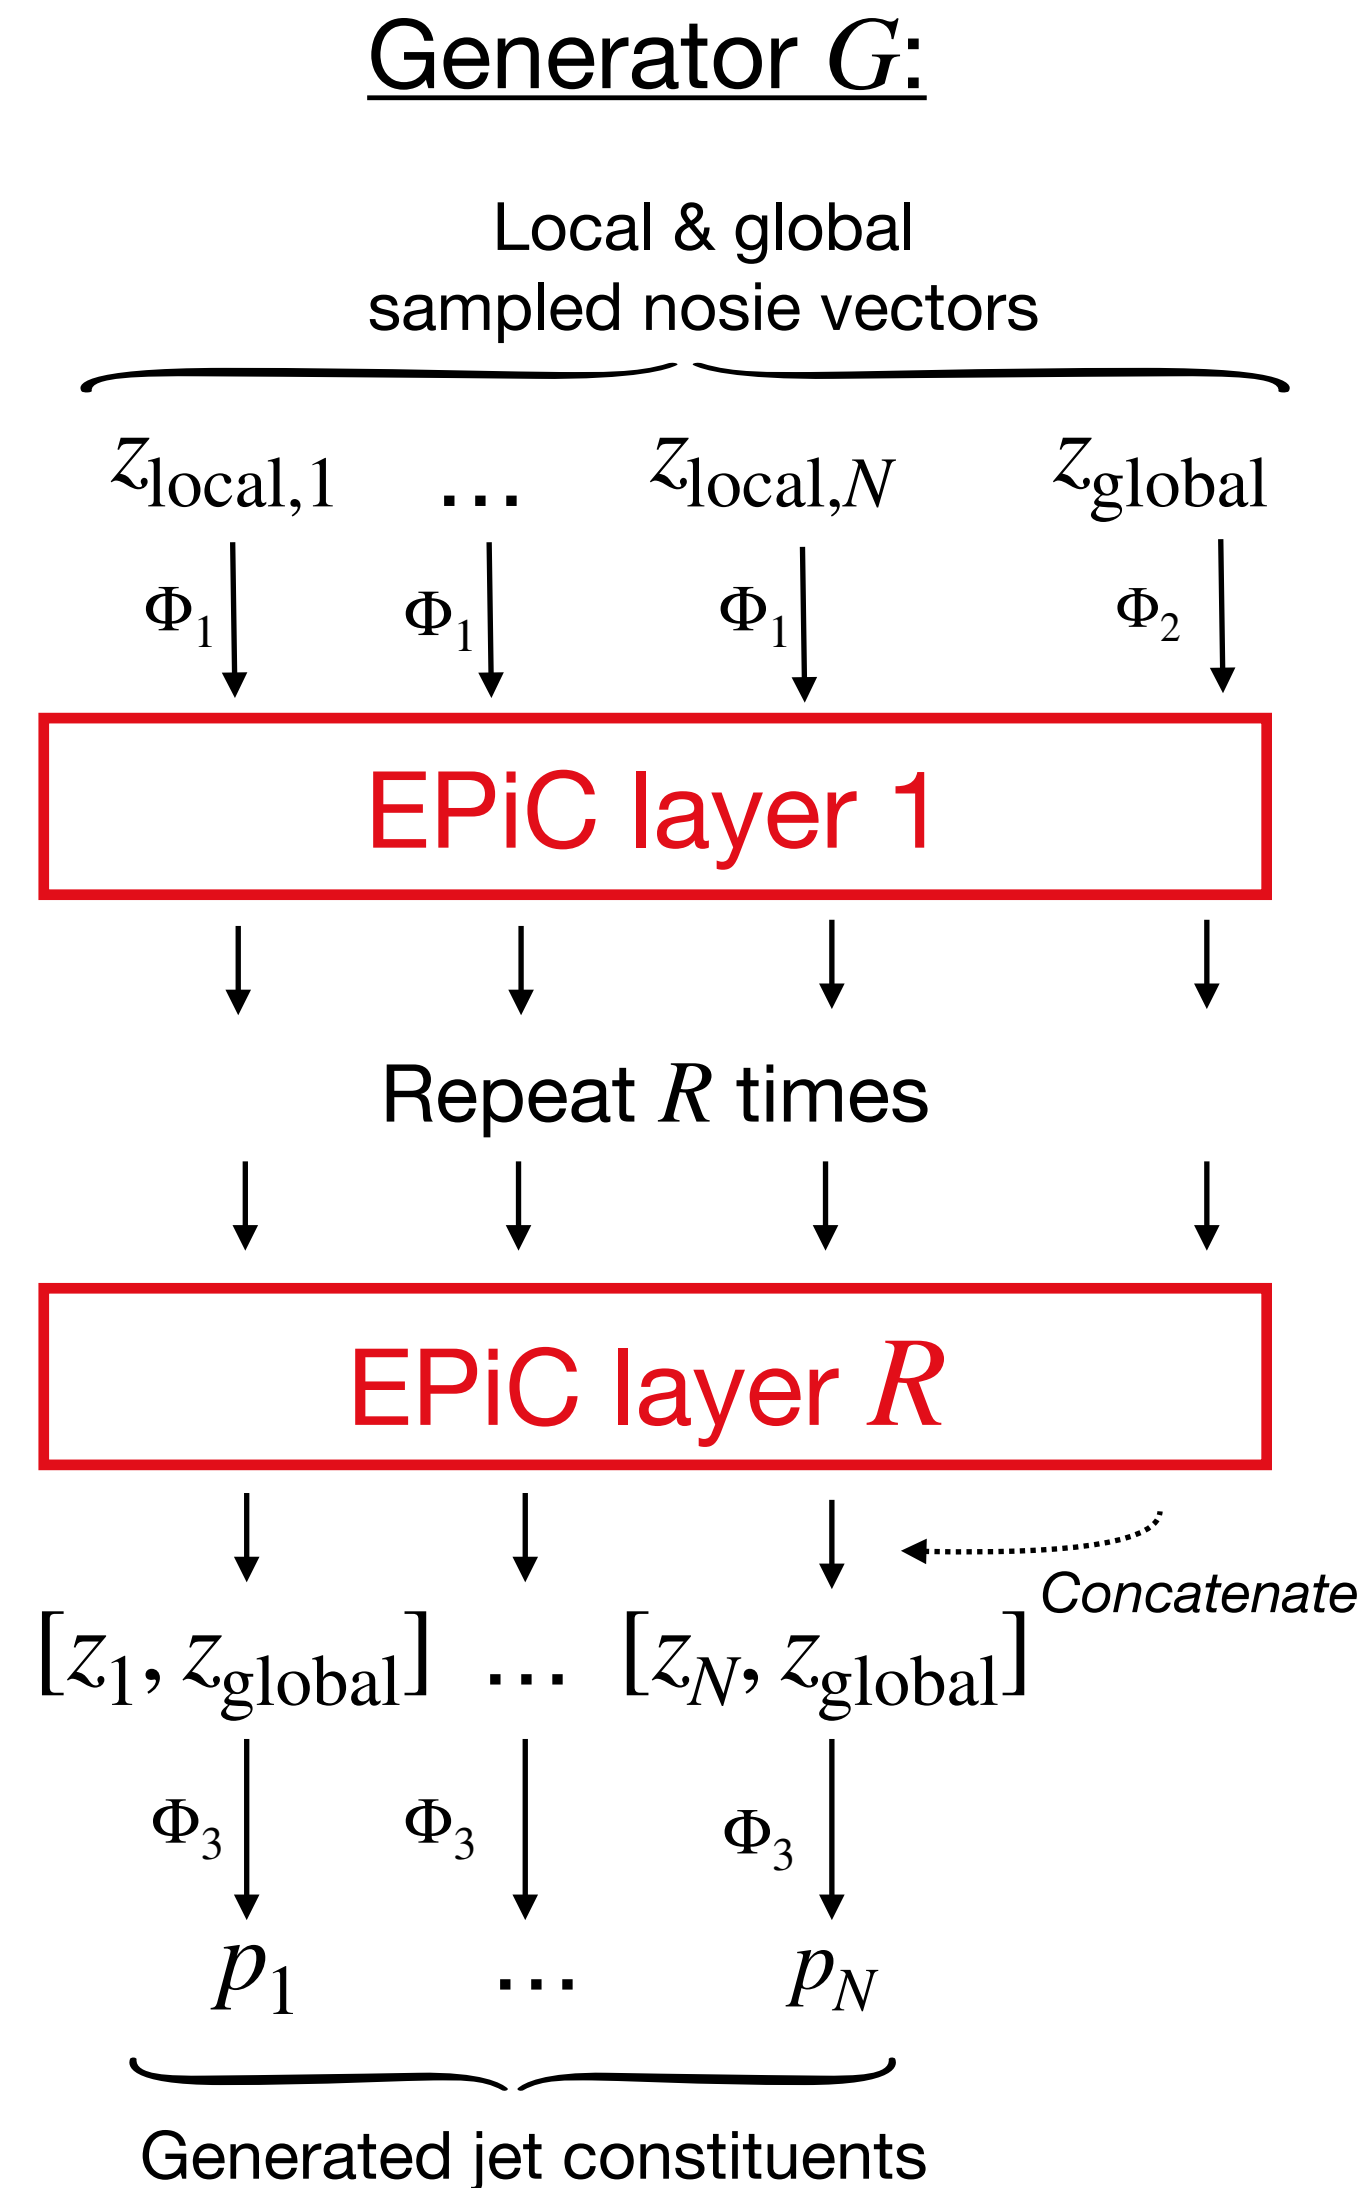 Generator G:
Local & global
sampled nosie vectors
z_local,1 … z_local,N z_global
Φ_1 Φ_1 Φ_1 Φ_2
EPiC layer 1
Repeat R times
EPiC layer R
Concatenate
[z_1, z_global] … [z_N, z_global]
Φ_3 Φ_3 Φ_3
p_1 … p_N
Generated jet constituents